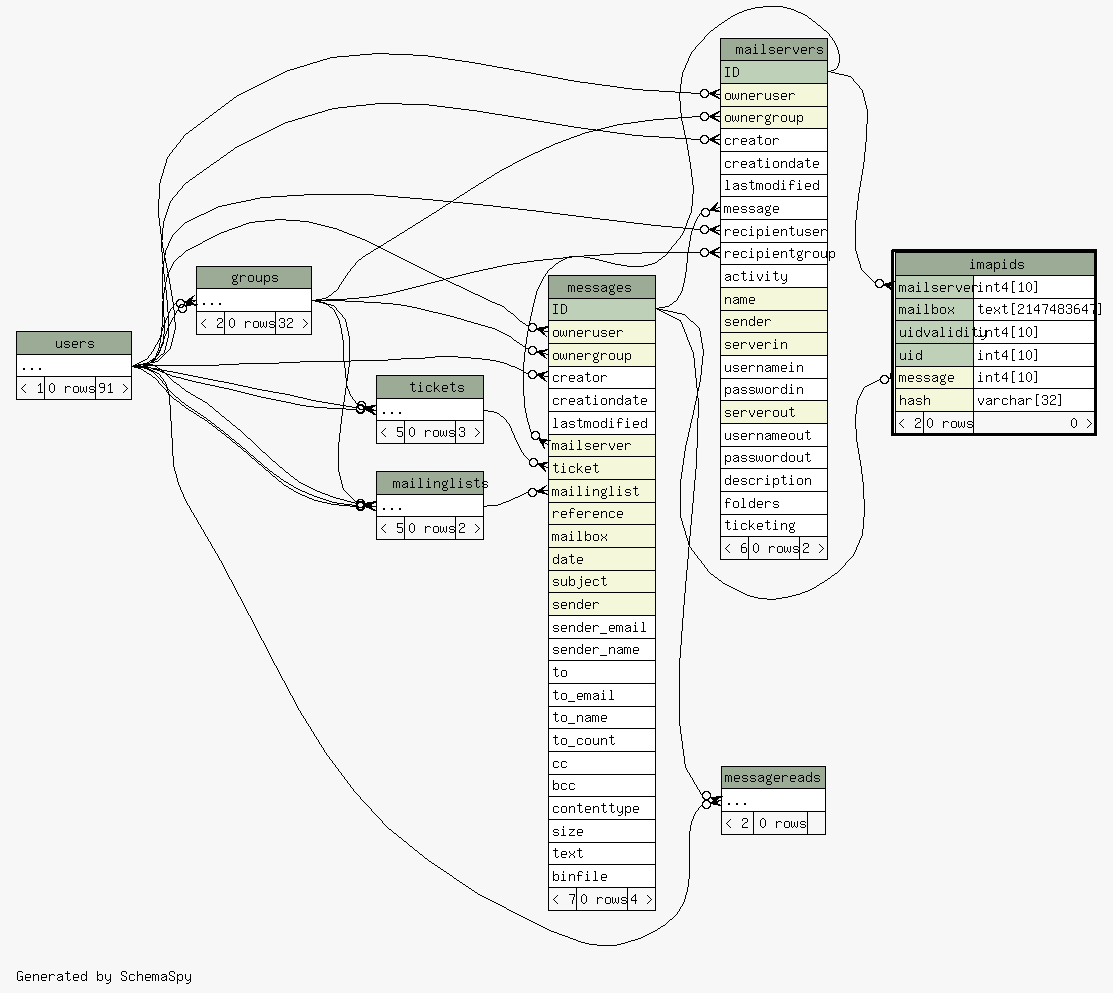 users
...
< 1 0 rows 91 >
groups
...
< 2 0 rows 32 >
tickets
...
< 5 0 rows 3 >
mailinglists
...
< 5 0 rows 2 >
messages
ID
owneruser
ownergroup
creator
creationdate
lastmodified
mailserver
ticket
mailinglist
reference
mailbox
date
subject
sender
sender_email
sender_name
to
to_email
to_name
to_count
cc
bcc
contenttype
size
text
binfile
< 7 0 rows 4 >
mailservers
ID
owneruser
ownergroup
creator
creationdate
lastmodified
message
recipientuser
recipientgroup
activity
name
sender
serverin
usernamein
passwordin
serverout
usernameout
passwordout
description
folders
ticketing
< 6 0 rows 2 >
messagereads
...
< 2 0 rows
imapids
mailserver int4[10]
mailbox text[2147483647]
uidvalidity int4[10]
uid int4[10]
message int4[10]
hash varchar[32]
< 2 0 rows 0 >
Generated by SchemaSpy